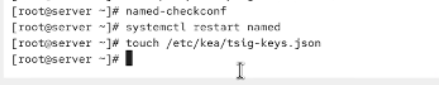 [root@server ~]# named-checkconf
[root@server ~]# systemctl restart named
[root@server ~]# touch /etc/kea/tsig-keys.json
[root@server ~]#